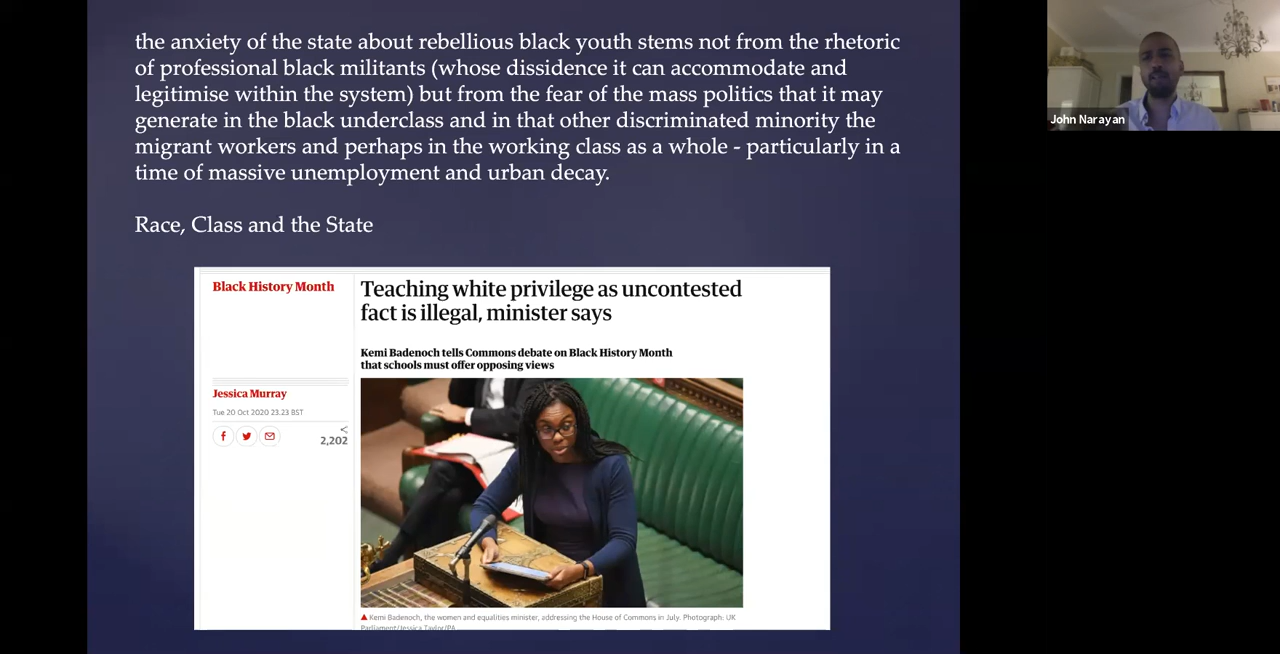 the anxiety of the state about rebellious black youth stems not from the rhetoric
of professional black militants (whose dissidence it can accommodate and
legitimise within the system) but from the fear of the mass politics that it may
generate in the black underclass and in that other discriminated minority the
migrant workers and perhaps in the working class as a whole - particularly in a
time of massive unemployment and urban decay.
Race, Class and the State
Black History Month
Teaching white privilege as uncontested
fact is illegal, minister says
Kemi Badenoch tells Commons debate on Black History Month
that schools must offer opposing views
Jessica Murray
Tue 20 Oct 2020 23.23 BST
2,202
Kemi Badenoch, the women and equalities minister, addressing the House of Commons in July. Photograph: UK
Parliament/Jessica Taylor/PA
John Narayan